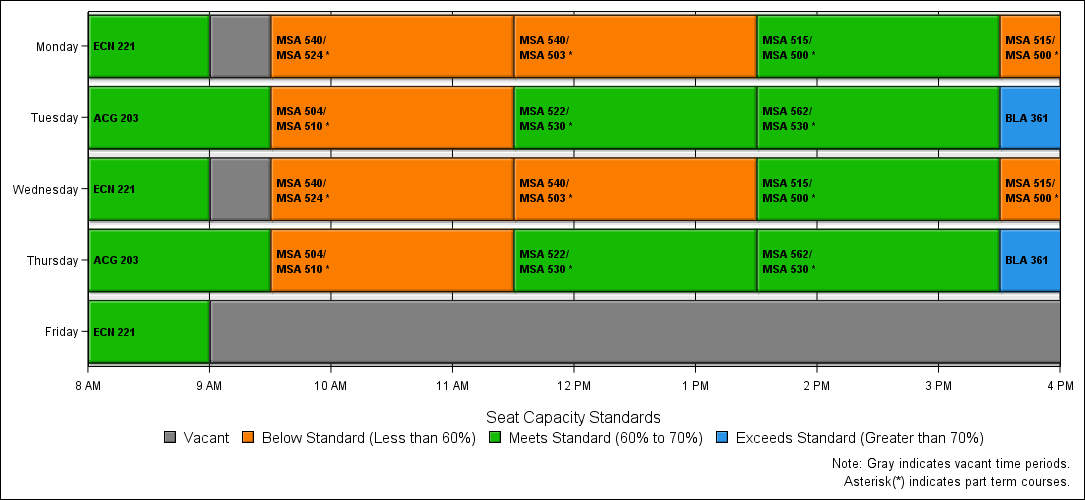 Monday
ECN 221
MSA 540/
MSA 524 *
MSA 540/
MSA 503 *
MSA 515/
MSA 500 *
MSA 515/
MSA 500 *
Tuesday
ACG 203
MSA 504/
MSA 510 *
MSA 522/
MSA 530 *
MSA 562/
MSA 530 *
BLA 361
Wednesday
ECN 221
MSA 540/
MSA 524 *
MSA 540/
MSA 503 *
MSA 515/
MSA 500 *
MSA 515/
MSA 500 *
Thursday
ACG 203
MSA 504/
MSA 510 *
MSA 522/
MSA 530 *
MSA 562/
MSA 530 *
BLA 361
Friday
ECN 221
8 AM 9 AM 10 AM 11 AM 12 PM 1 PM 2 PM 3 PM 4 PM
Seat Capacity Standards
Vacant Below Standard (Less than 60%) Meets Standard (60% to 70%) Exceeds Standard (Greater than 70%)
Note: Gray indicates vacant time periods.
Asterisk(*) indicates part term courses.